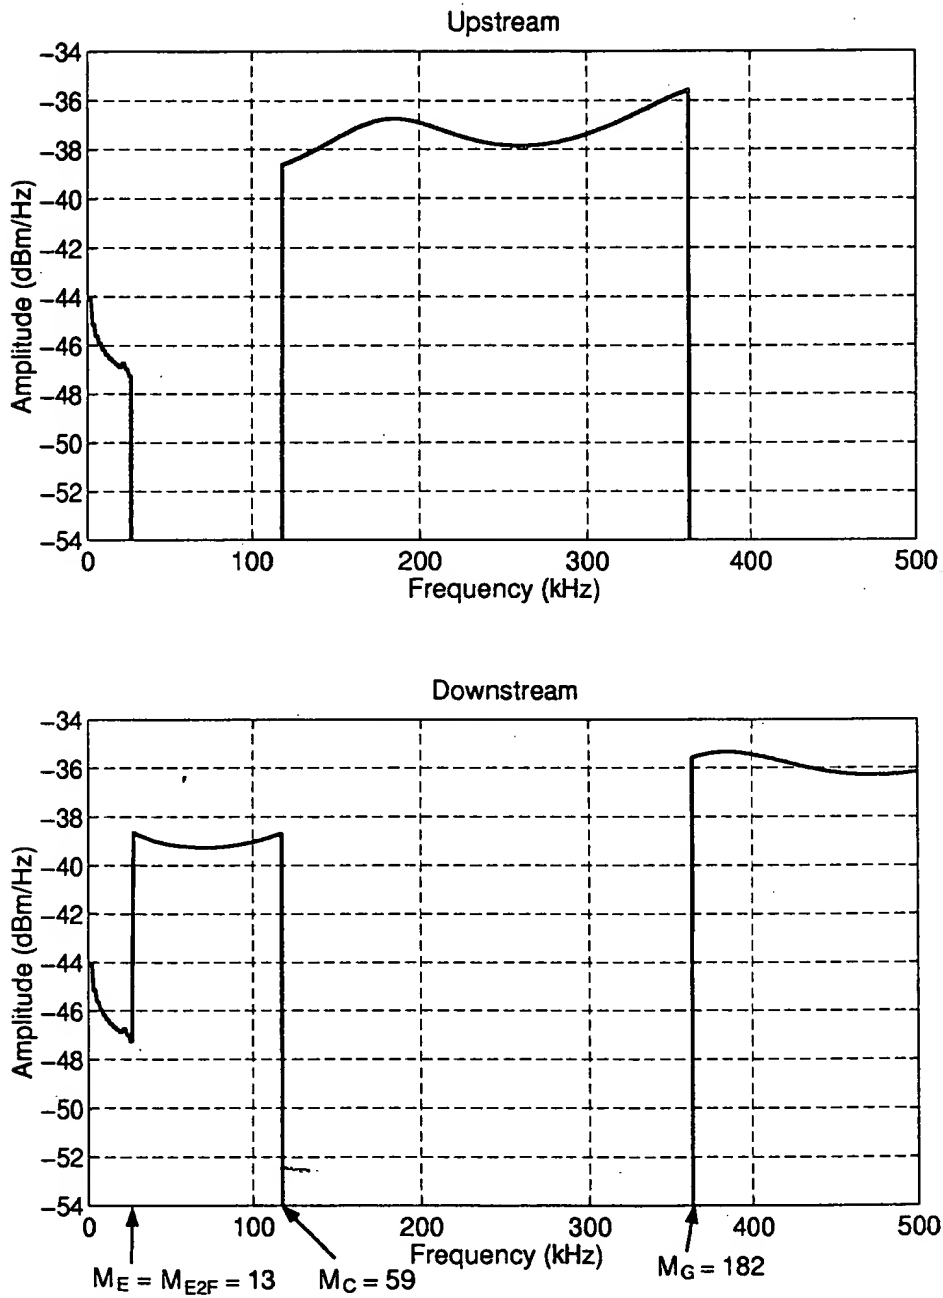 Upstream
Amplitude (dBm/Hz)
−34
−36
−38
−40
−42
−44
−46
−48
−50
−52
−54
0 100 200 300 400 500
Frequency (kHz)
Downstream
Amplitude (dBm/Hz)
−34
−36
−38
−40
−42
−44
−46
−48
−50
−52
−54
0 100 200 300 400 500
Frequency (kHz)
M_E = M_E2F = 13
M_C = 59
M_G = 182